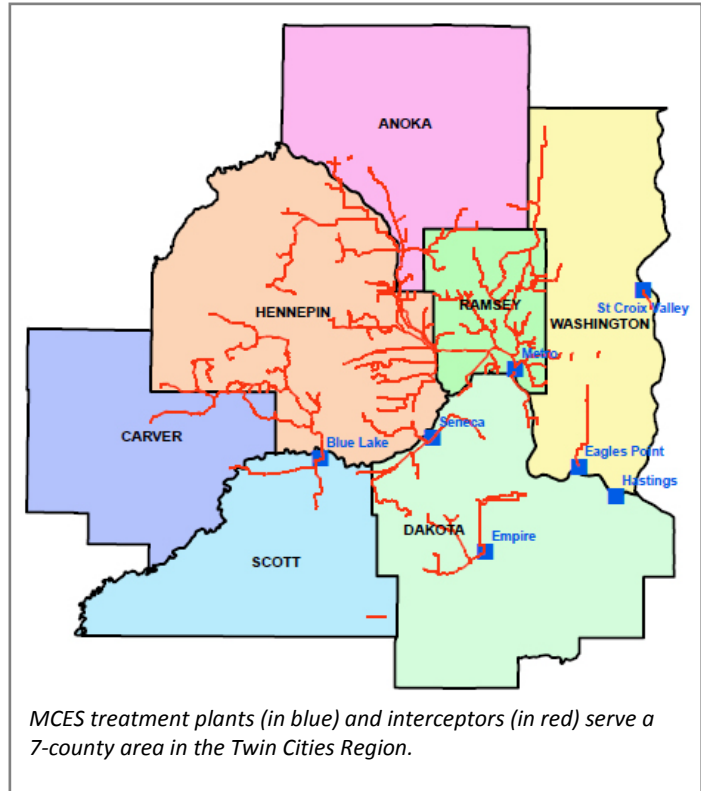 ANOKA
HENNEPIN
RAMSEY
St Croix Valley
WASHINGTON
Metro
CARVER
Blue Lake
Seneca
Eagles Point
Hastings
DAKOTA
Empire
SCOTT
MCES treatment plants (in blue) and interceptors (in red) serve a
7-county area in the Twin Cities Region.